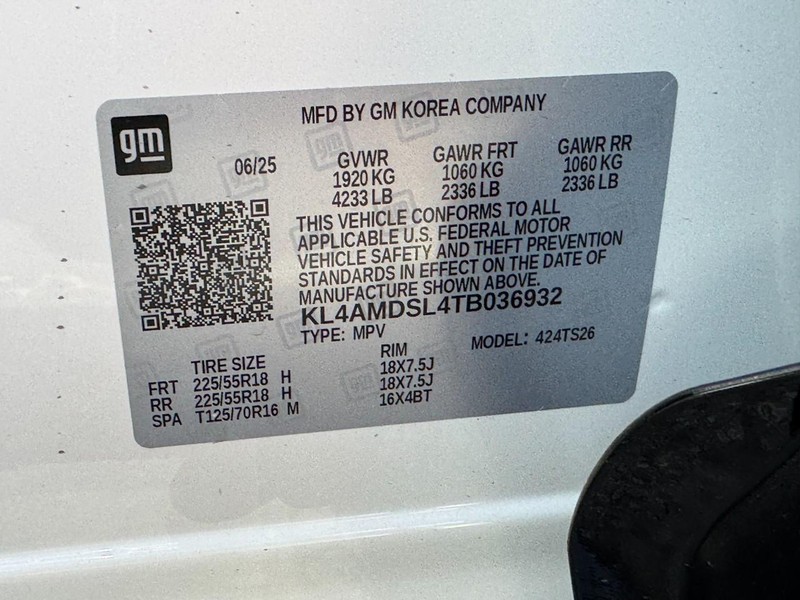 MFD BY GM KOREA COMPANY
gm
06/25
GVWR GAWR FRT GAWR RR
1920 KG 1060 KG 1060 KG
4233 LB 2336 LB 2336 LB
THIS VEHICLE CONFORMS TO ALL
APPLICABLE U.S. FEDERAL MOTOR
VEHICLE SAFETY AND THEFT PREVENTION
STANDARDS IN EFFECT ON THE DATE OF
MANUFACTURE SHOWN ABOVE.
KL4AMDSL4TB036932
TYPE: MPV MODEL: 424TS26
TIRE SIZE RIM
FRT 225/55R18 H 18X7.5J
RR 225/55R18 H 18X7.5J
SPA T125/70R16 M 16X4BT